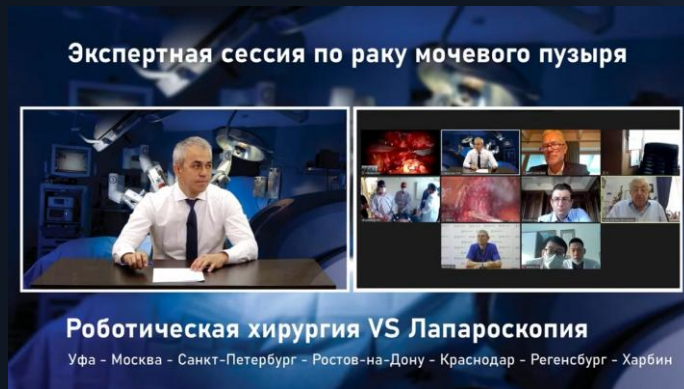 Экспертная сессия по раку мочевого пузыря
Роботическая хирургия VS Лапароскопия
Уфа - Москва - Санкт-Петербург - Ростов-на-Дону - Краснодар - Регенсбург - Харбин